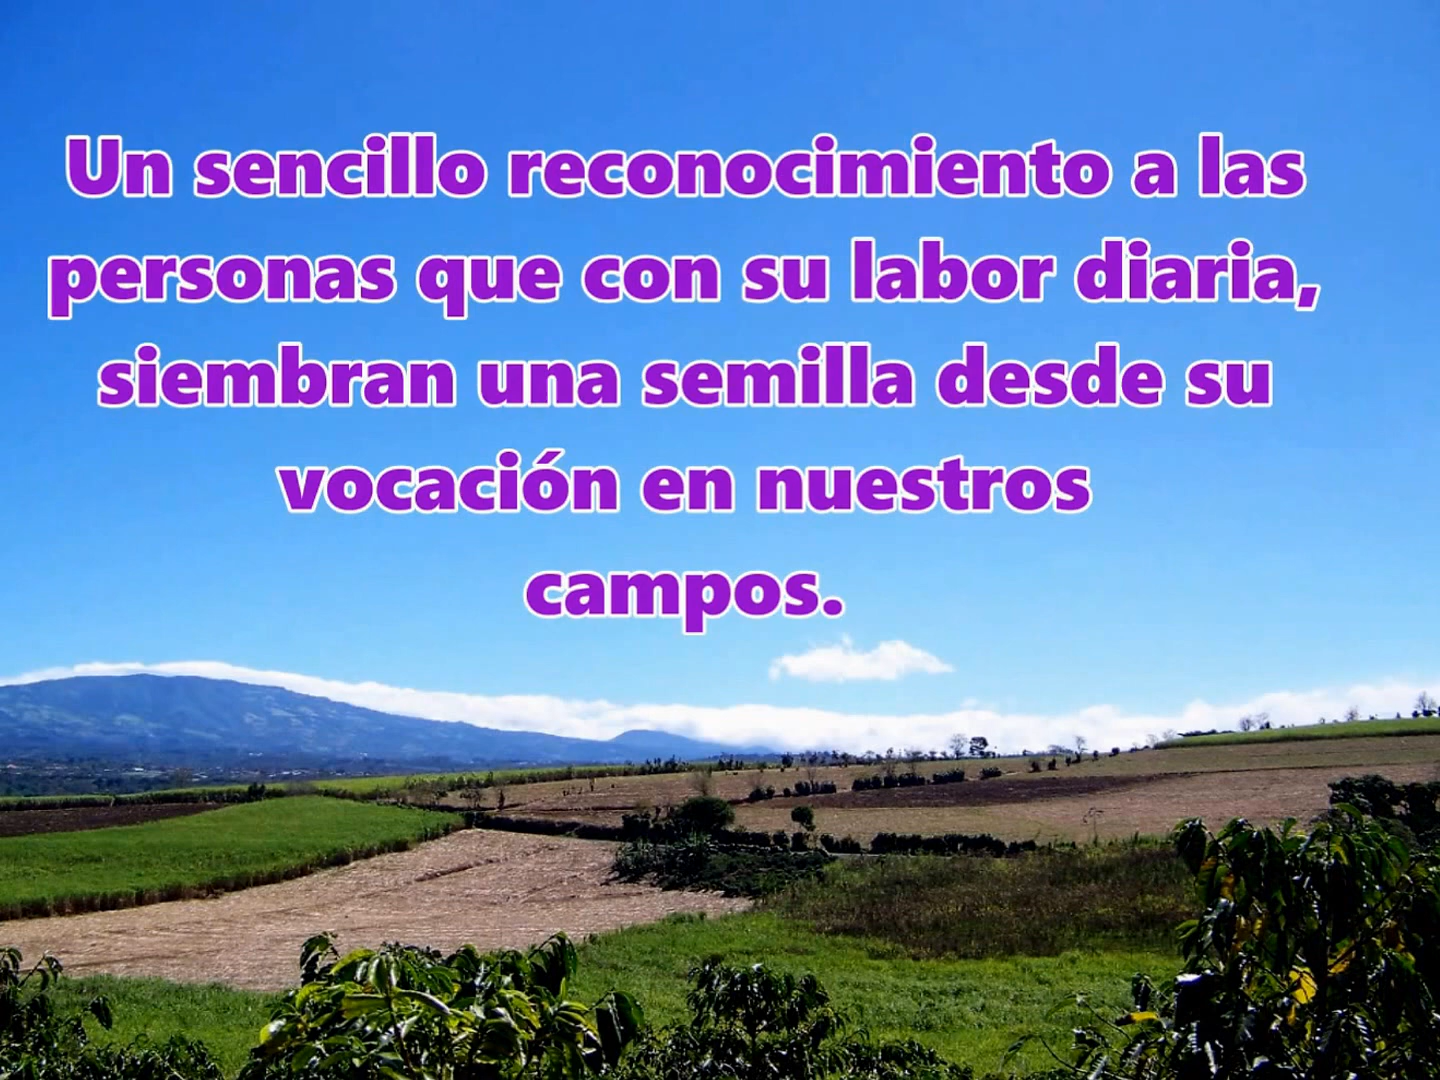 Un sencillo reconocimiento a las
personas que con su labor diaria,
siembran una semilla desde su
vocación en nuestros
campos.